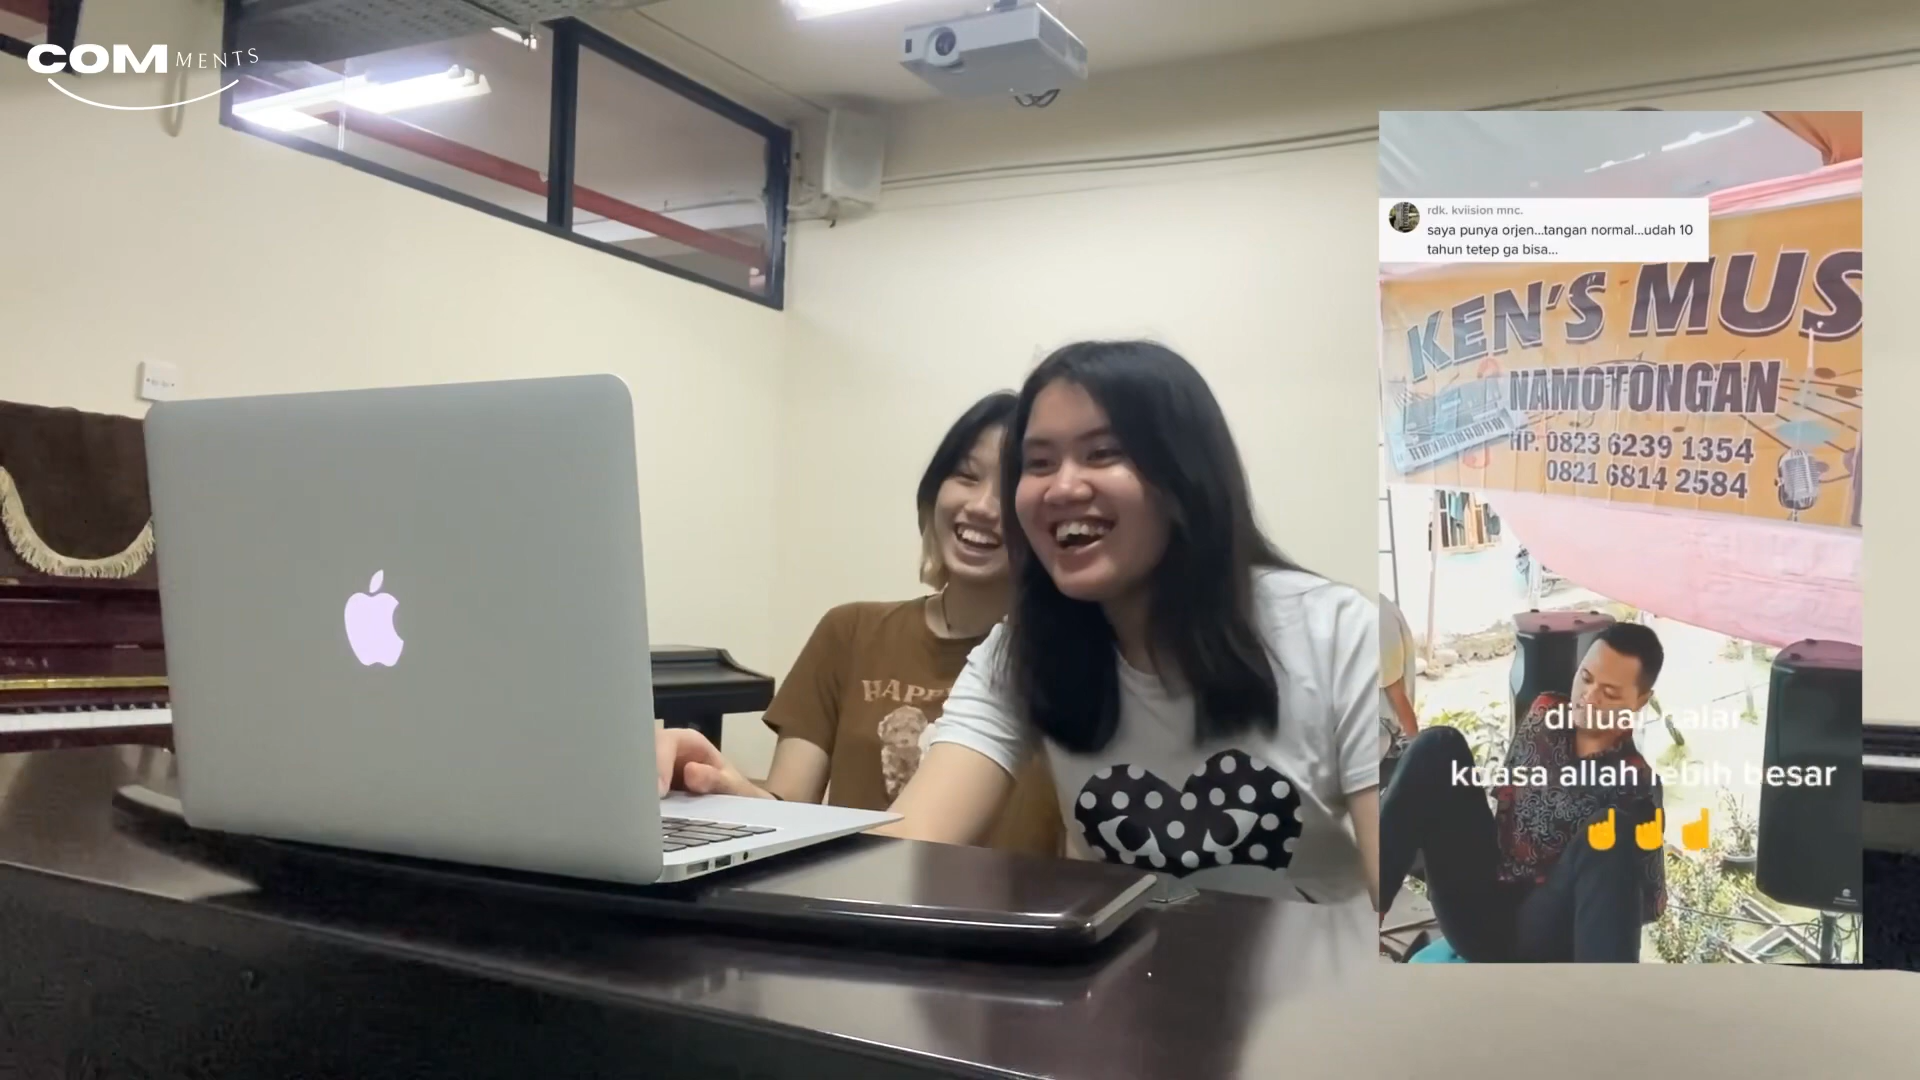 COMMENTS
rdk. kviision mnc.
saya punya orjen...tangan normal...udah 10
tahun tetep ga bisa...
KEN'S MUS
NAMOTONGAN
HP. 0823 6239 1354
0821 6814 2584
di luar nalar
kuasa allah lebih besar
HAPP